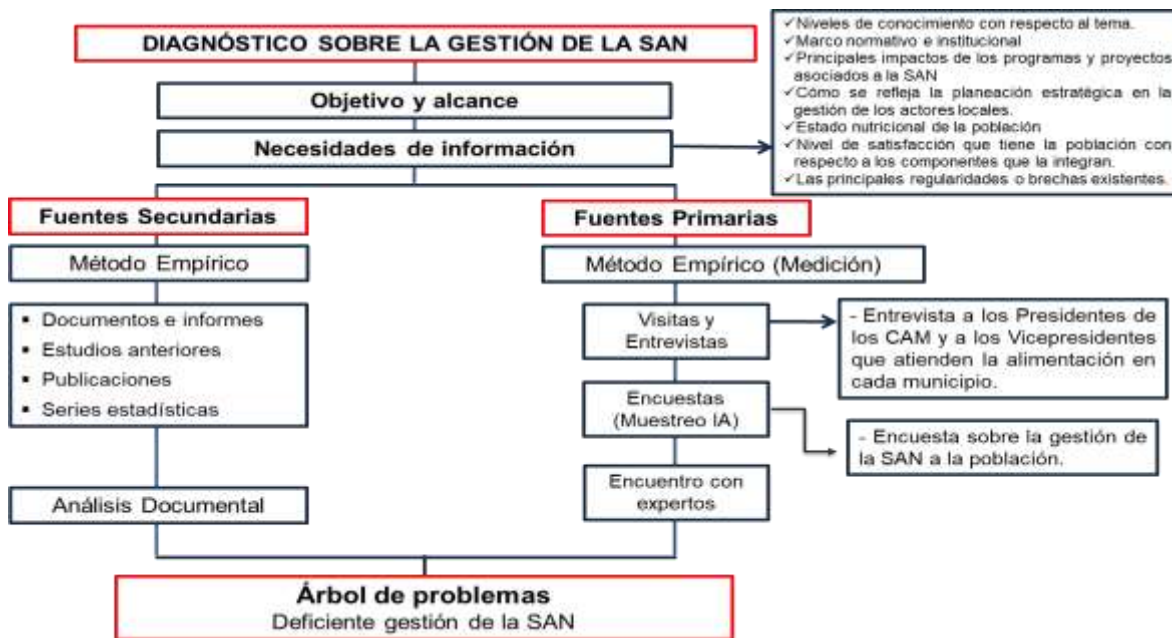 DIAGNÓSTICO SOBRE LA GESTIÓN DE LA SAN
Objetivo y alcance
Necesidades de información
✓Niveles de conocimiento con respecto al tema.
✓Marco normativo e institucional
✓Principales impactos de los programas y proyectos
asociados a la SAN
✓Cómo se refleja la planeación estratégica en la
gestión de los actores locales.
✓Estado nutricional de la población
✓Nivel de satisfacción que tiene la población con
respecto a los componentes que la integran.
✓Las principales regularidades o brechas existentes.
Fuentes Secundarias
Método Empírico
▪ Documentos e informes
▪ Estudios anteriores
▪ Publicaciones
▪ Series estadísticas
Análisis Documental
Fuentes Primarias
Método Empírico (Medición)
Visitas y
Entrevistas
- Entrevista a los Presidentes de
los CAM y a los Vicepresidentes
que atienden la alimentación en
cada municipio.
Encuestas
(Muestreo IA)
- Encuesta sobre la gestión de
la SAN a la población.
Encuentro con
expertos
Árbol de problemas
Deficiente gestión de la SAN